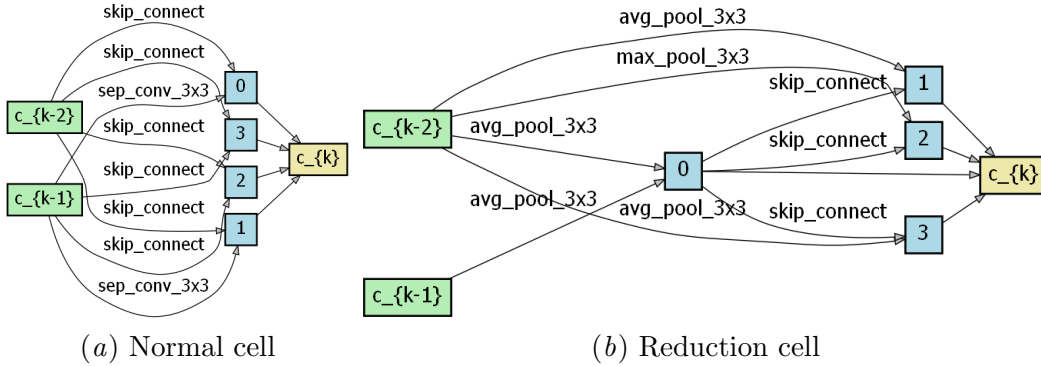 skip_connect
skip_connect
sep_conv_3x3
skip_connect
skip_connect
skip_connect
skip_connect
sep_conv_3x3
c_{k-2}
c_{k-1}
0
3
2
1
c_{k}
(a) Normal cell
avg_pool_3x3
max_pool_3x3
skip_connect
avg_pool_3x3
skip_connect
avg_pool_3x3
avg_pool_3x3
skip_connect
c_{k-2}
c_{k-1}
0
1
2
3
c_{k}
(b) Reduction cell